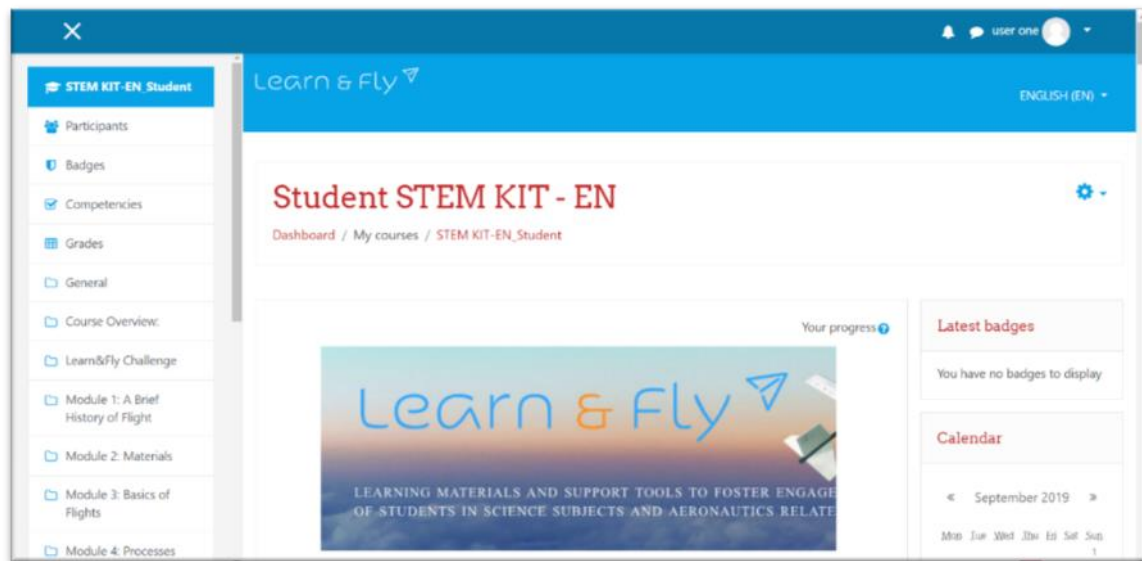 user one
STEM KIT-EN_Student
Participants
Badges
Competencies
Grades
General
Course Overview:
Learn&Fly Challenge
Module 1: A Brief
History of Flight
Module 2: Materials
Module 3: Basics of
Flights
Module 4: Processes
Learn & Fly
ENGLISH (EN)
Student STEM KIT - EN
Dashboard / My courses / STEM KIT-EN_Student
Your progress
Learn & Fly
LEARNING MATERIALS AND SUPPORT TOOLS TO FOSTER ENGAGE
OF STUDENTS IN SCIENCE SUBJECTS AND AERONAUTICS RELATE
Latest badges
You have no badges to display
Calendar
« September 2019 »
Mon Tue Wed Thu Fri Sat Sun
1